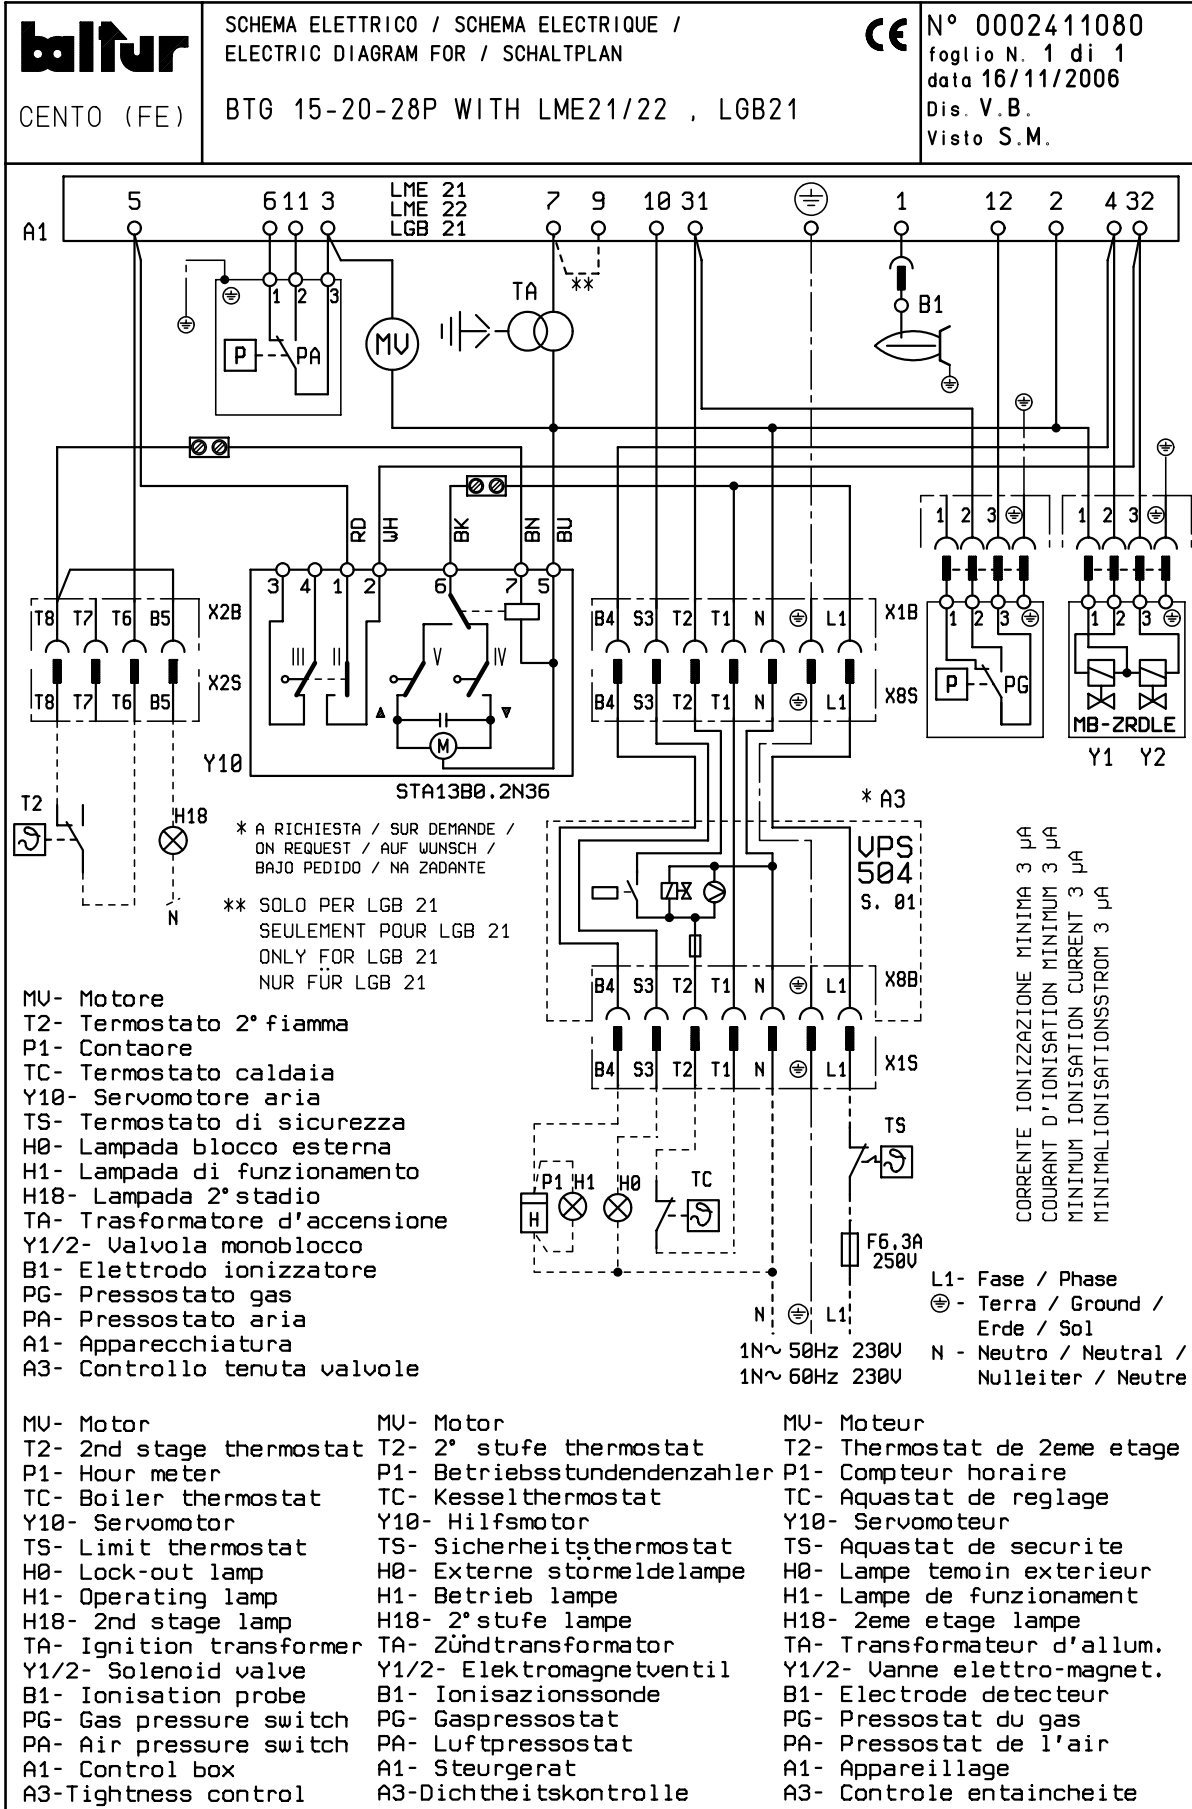 baltur
CENTO (FE)
SCHEMA ELETTRICO / SCHEMA ELECTRIQUE /
ELECTRIC DIAGRAM FOR / SCHALTPLAN
BTG 15-20-28P WITH LME21/22 , LGB21
CE
N° 0002411080
foglio N. 1 di 1
data 16/11/2006
Dis. V.B.
Visto S.M.
A1
5 6 11 3
LME 21
LME 22
LGB 21
7 9 10 31 1 12 2 4 32
**
TA
MV
B1
1 2 3
P PA
RD WH BK BN BU
3 4 1 2 6 7 5
T8 T7 T6 B5 X2B
T8 T7 T6 B5 X2S
III II V IV
M
Y10
STA13B0.2N36
B4 S3 T2 T1 N L1 X1B
B4 S3 T2 T1 N L1 X8S
1 2 3
1 2 3
P PG
1 2 3
1 2 3
MB-ZRDLE
Y1 Y2
T2
H18
N
* A RICHIESTA / SUR DEMANDE /
ON REQUEST / AUF WUNSCH /
BAJO PEDIDO / NA ZADANTE
** SOLO PER LGB 21
SEULEMENT POUR LGB 21
ONLY FOR LGB 21
NUR FÜR LGB 21
* A3
VPS
504
S. 01
B4 S3 T2 T1 N L1 X8B
B4 S3 T2 T1 N L1 X1S
P1 H1 H0 TC TS
H
F6,3A
250V
N L1
1N~ 50Hz 230V
1N~ 60Hz 230V
CORRENTE IONIZZAZIONE MINIMA 3 µA
COURANT D'IONISATION MINIMUM 3 µA
MINIMUM IONISATION CURRENT 3 µA
MINIMALIONISATIONSSTROM 3 µA
L1- Fase / Phase
- Terra / Ground /
Erde / Sol
N - Neutro / Neutral /
Nulleiter / Neutre
MV- Motore
T2- Termostato 2° fiamma
P1- Contaore
TC- Termostato caldaia
Y10- Servomotore aria
TS- Termostato di sicurezza
H0- Lampada blocco esterna
H1- Lampada di funzionamento
H18- Lampada 2° stadio
TA- Trasformatore d'accensione
Y1/2- Valvola monoblocco
B1- Elettrodo ionizzatore
PG- Pressostato gas
PA- Pressostato aria
A1- Apparecchiatura
A3- Controllo tenuta valvole
MV- Motor
T2- 2nd stage thermostat
P1- Hour meter
TC- Boiler thermostat
Y10- Servomotor
TS- Limit thermostat
H0- Lock-out lamp
H1- Operating lamp
H18- 2nd stage lamp
TA- Ignition transformer
Y1/2- Solenoid valve
B1- Ionisation probe
PG- Gas pressure switch
PA- Air pressure switch
A1- Control box
A3-Tightness control
MV- Motor
T2- 2° stufe thermostat
P1- Betriebsstundendenzahler
TC- Kesselthermostat
Y10- Hilfsmotor
TS- Sicherheitsthermostat
H0- Externe störmeldelampe
H1- Betrieb lampe
H18- 2° stufe lampe
TA- Zündtransformator
Y1/2- Elektromagnetventil
B1- Ionisazionssonde
PG- Gaspressostat
PA- Luftpressostat
A1- Steurgerat
A3-Dichtheitskontrolle
MV- Moteur
T2- Thermostat de 2eme etage
P1- Compteur horaire
TC- Aquastat de reglage
Y10- Servomoteur
TS- Aquastat de securite
H0- Lampe temoin exterieur
H1- Lampe de funzionament
H18- 2eme etage lampe
TA- Transformateur d'allum.
Y1/2- Vanne elettro-magnet.
B1- Electrode detecteur
PG- Pressostat du gas
PA- Pressostat de l'air
A1- Appareillage
A3- Controle entaincheite